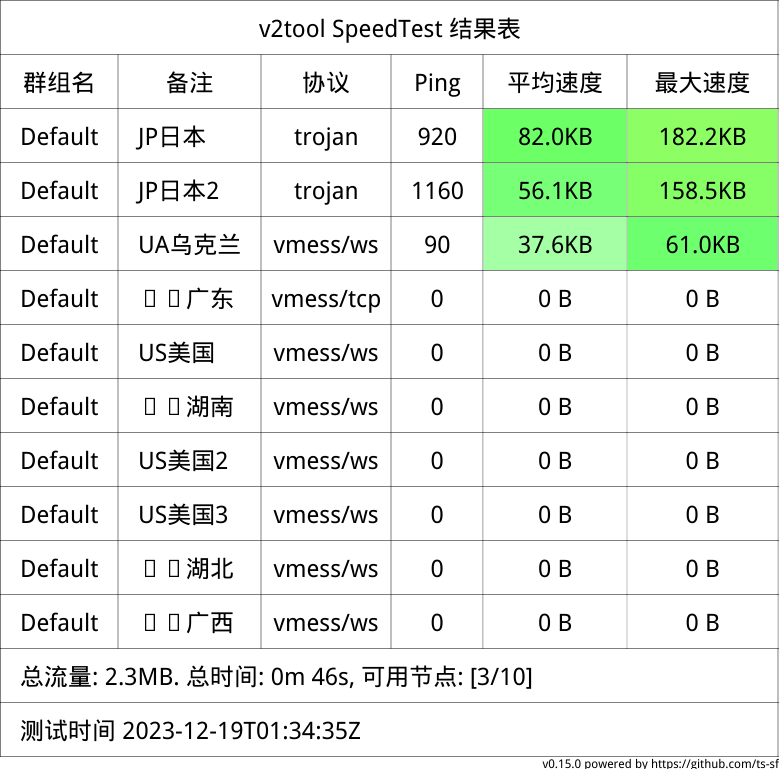 v2tool SpeedTest 结果表
群组名 备注 协议 Ping 平均速度 最大速度
Default JP日本 trojan 920 82.0KB 182.2KB
Default JP日本2 trojan 1160 56.1KB 158.5KB
Default UA乌克兰 vmess/ws 90 37.6KB 61.0KB
Default 广东 vmess/tcp 0 0 B 0 B
Default US美国 vmess/ws 0 0 B 0 B
Default 湖南 vmess/ws 0 0 B 0 B
Default US美国2 vmess/ws 0 0 B 0 B
Default US美国3 vmess/ws 0 0 B 0 B
Default 湖北 vmess/ws 0 0 B 0 B
Default 广西 vmess/ws 0 0 B 0 B
总流量: 2.3MB. 总时间: 0m 46s, 可用节点: [3/10]
测试时间 2023-12-19T01:34:35Z
v0.15.0 powered by https://github.com/ts-sf